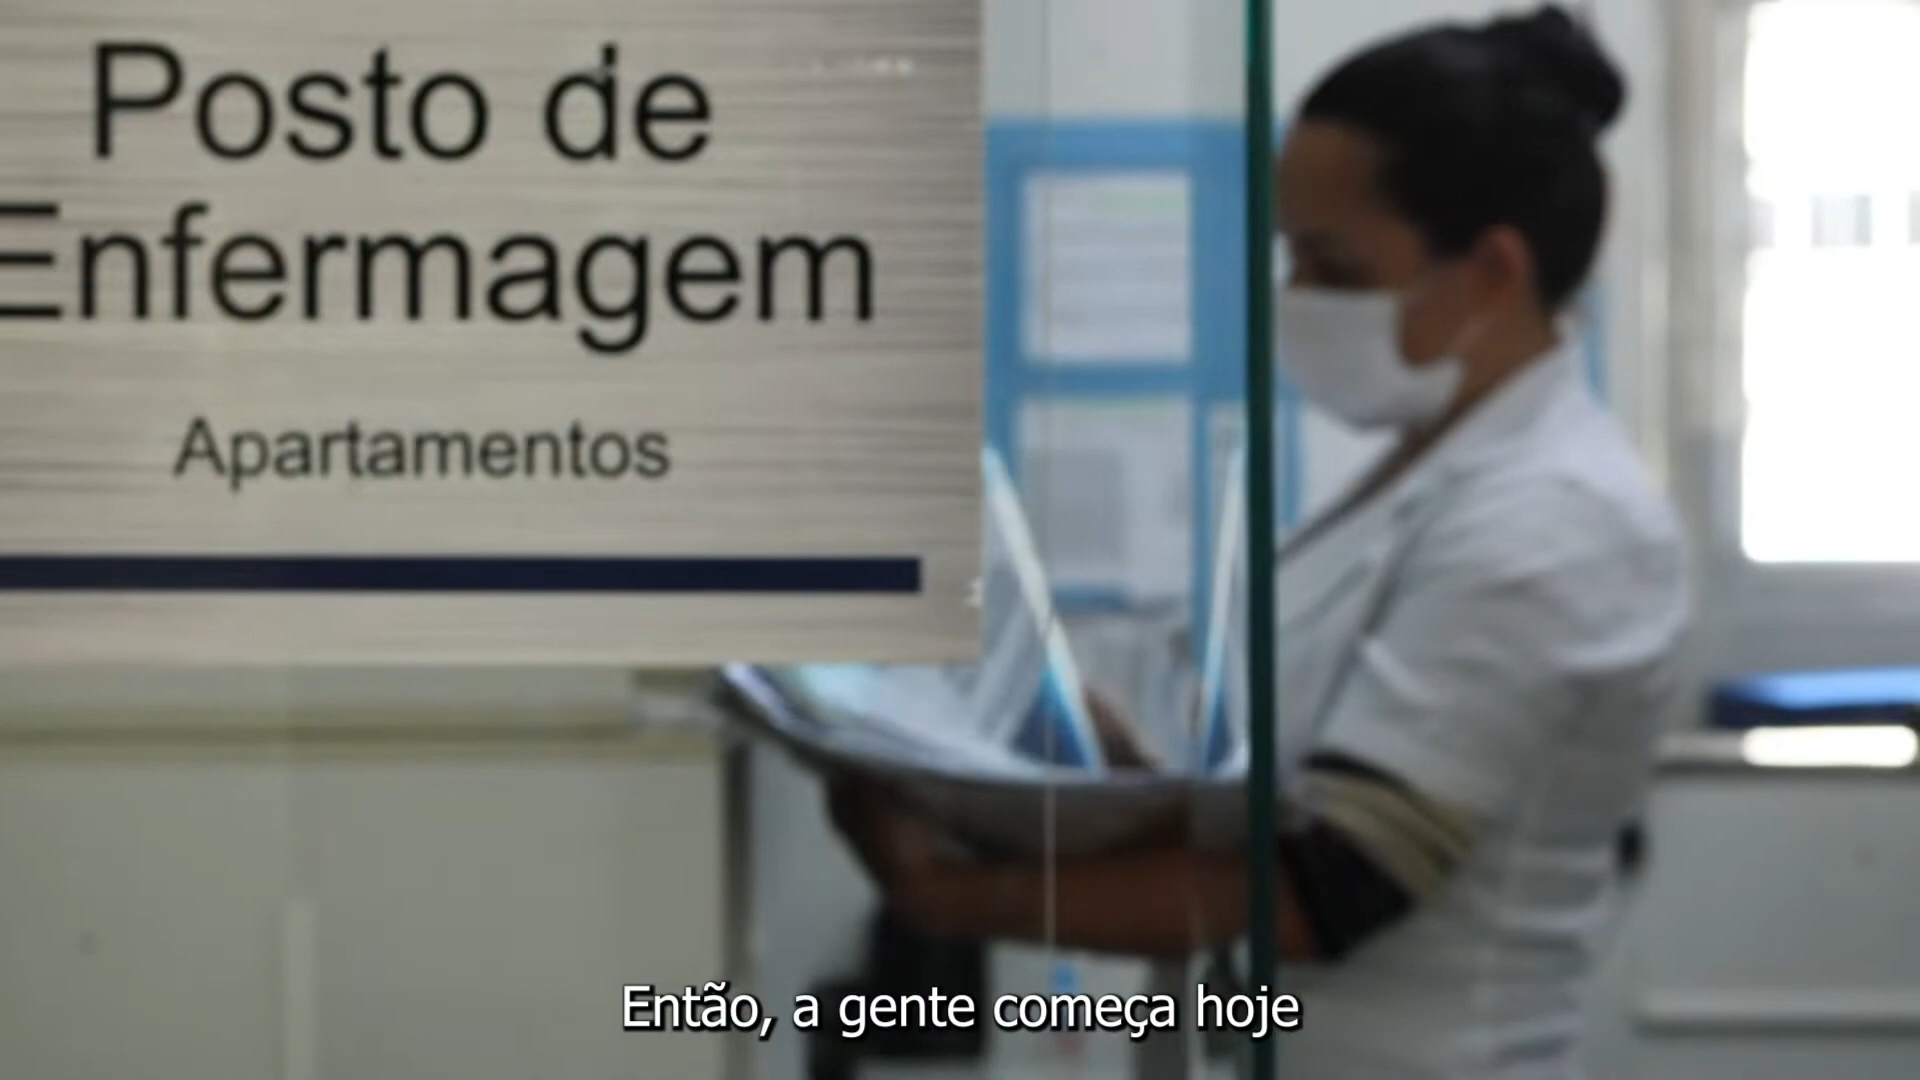 Posto de
Enfermagem
Apartamentos
Então, a gente começa hoje